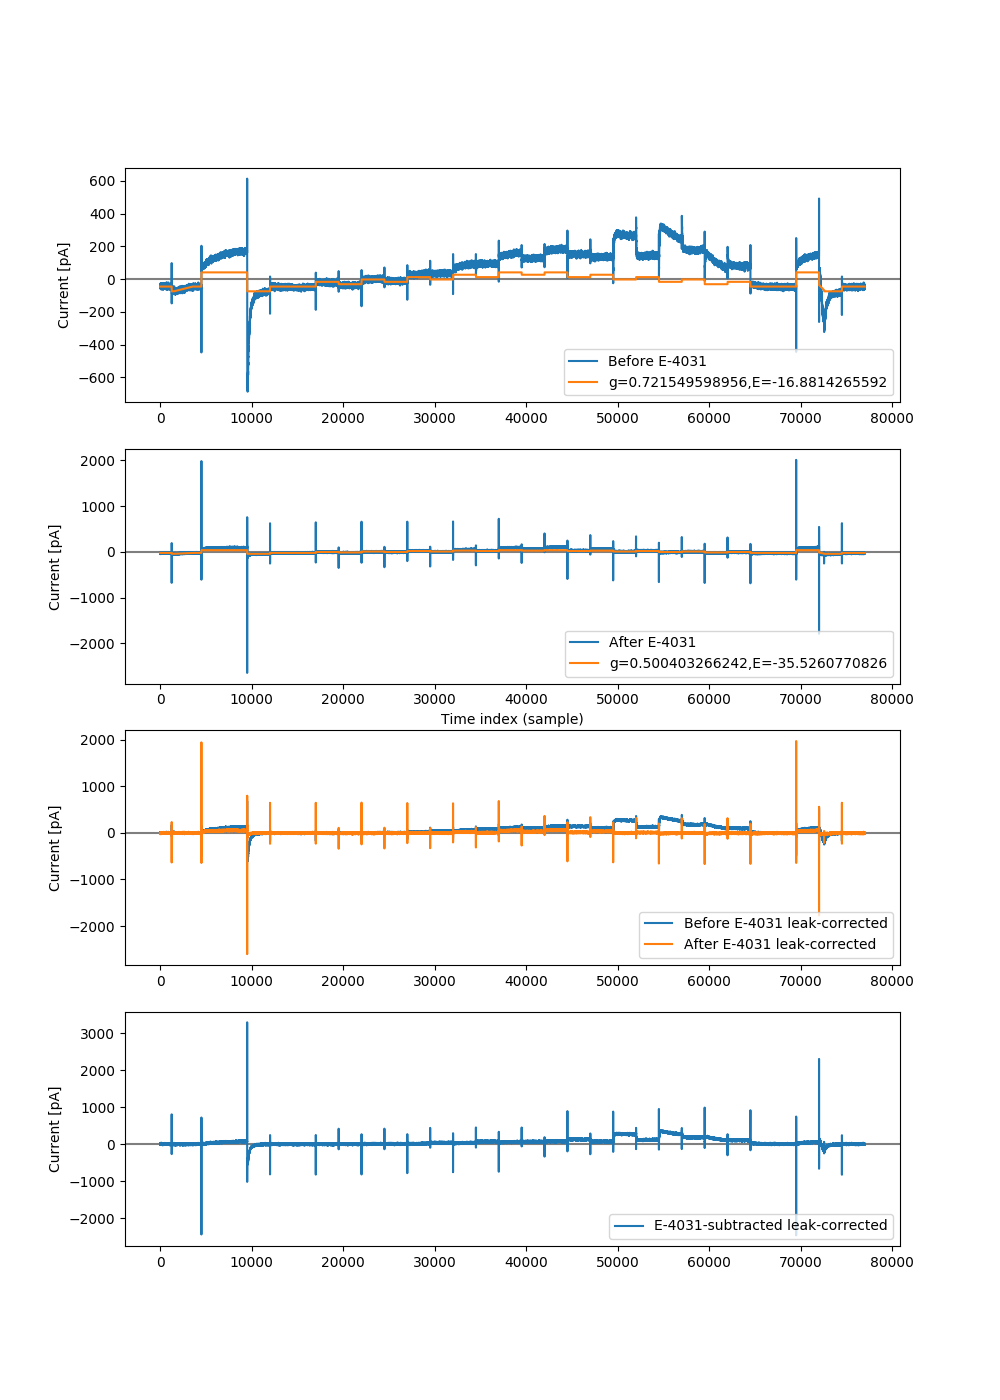 600
400
200
0
−200
−400
−600
Current [pA]
Before E-4031
g=0.721549598956,E=-16.8814265592
0 10000 20000 30000 40000 50000 60000 70000 80000
2000
1000
0
−1000
−2000
Current [pA]
After E-4031
g=0.500403266242,E=-35.5260770826
0 10000 20000 30000 40000 50000 60000 70000 80000
Time index (sample)
2000
1000
0
−1000
−2000
Current [pA]
Before E-4031 leak-corrected
After E-4031 leak-corrected
0 10000 20000 30000 40000 50000 60000 70000 80000
3000
2000
1000
0
−1000
−2000
Current [pA]
E-4031-subtracted leak-corrected
0 10000 20000 30000 40000 50000 60000 70000 80000